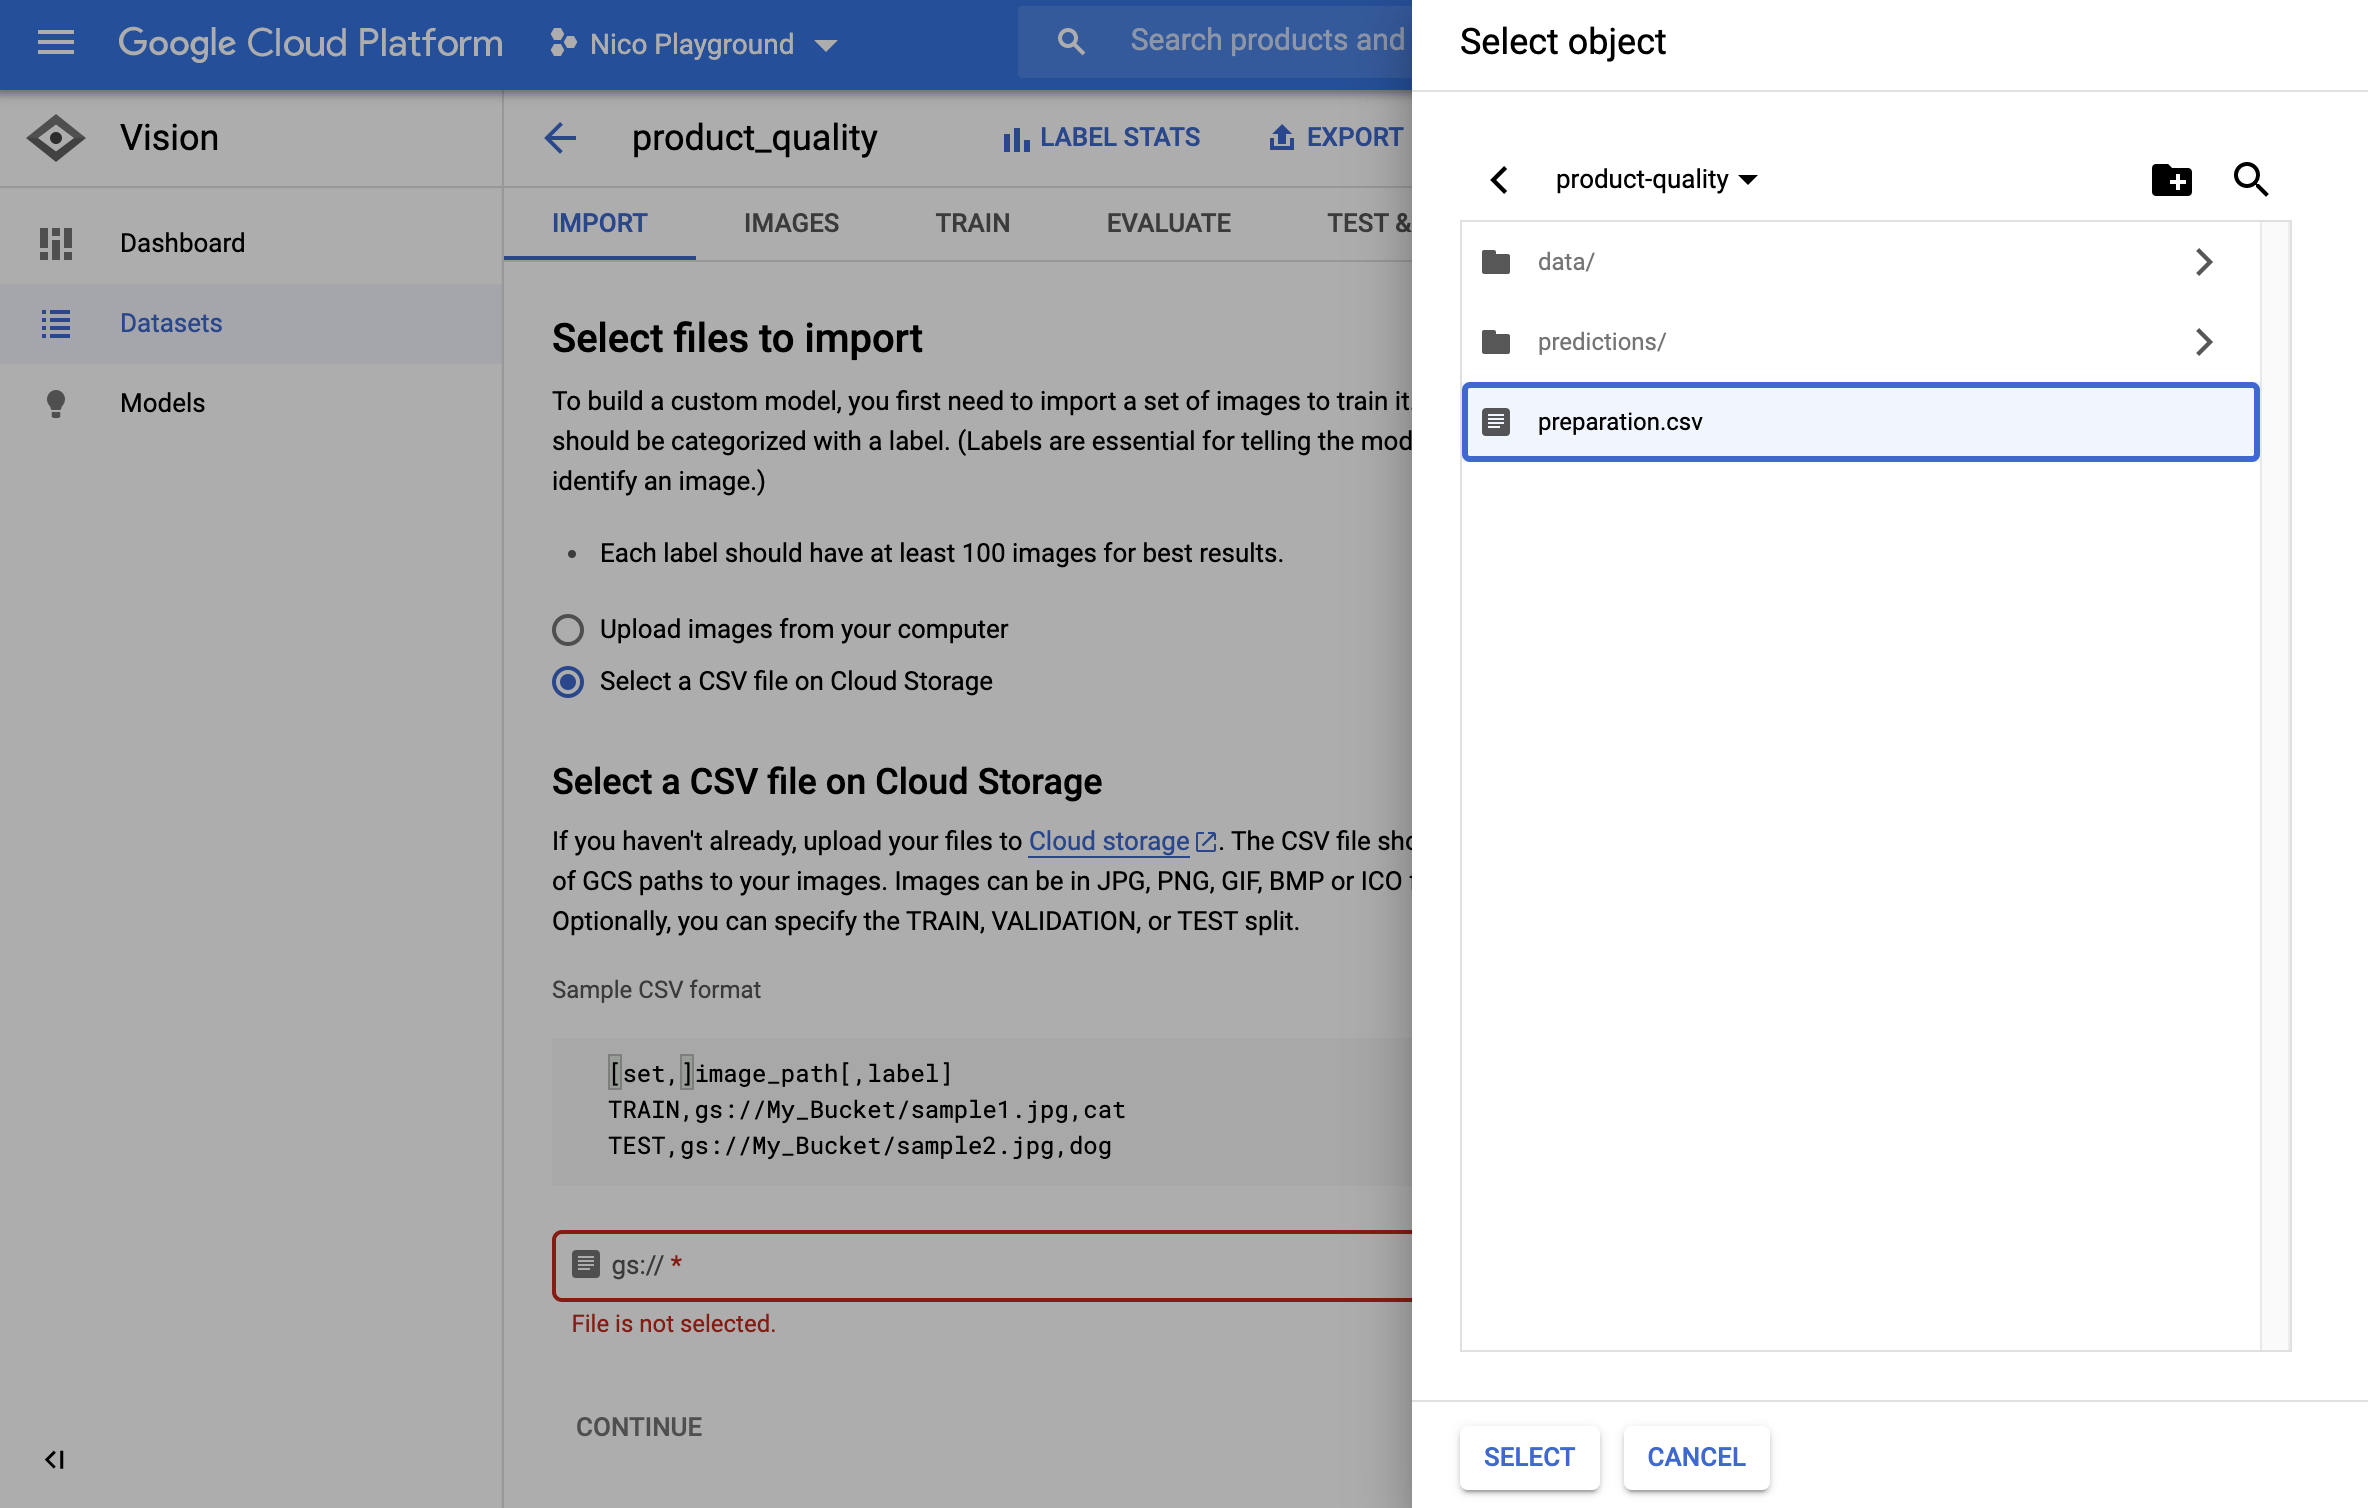 Google Cloud Platform
Nico Playground
Search products and
Vision
Dashboard
Datasets
Models
product_quality
LABEL STATS
EXPORT
IMPORT
IMAGES
TRAIN
EVALUATE
TEST &
Select files to import
To build a custom model, you first need to import a set of images to train it.
should be categorized with a label. (Labels are essential for telling the mod
identify an image.)
• Each label should have at least 100 images for best results.
Upload images from your computer
Select a CSV file on Cloud Storage
Select a CSV file on Cloud Storage
If you haven't already, upload your files to Cloud storage. The CSV file sho
of GCS paths to your images. Images can be in JPG, PNG, GIF, BMP or ICO
Optionally, you can specify the TRAIN, VALIDATION, or TEST split.
Sample CSV format
[set,]image_path[,label]
TRAIN,gs://My_Bucket/sample1.jpg,cat
TEST,gs://My_Bucket/sample2.jpg,dog
gs:// *
File is not selected.
CONTINUE
Select object
product-quality
data/
predictions/
preparation.csv
SELECT
CANCEL